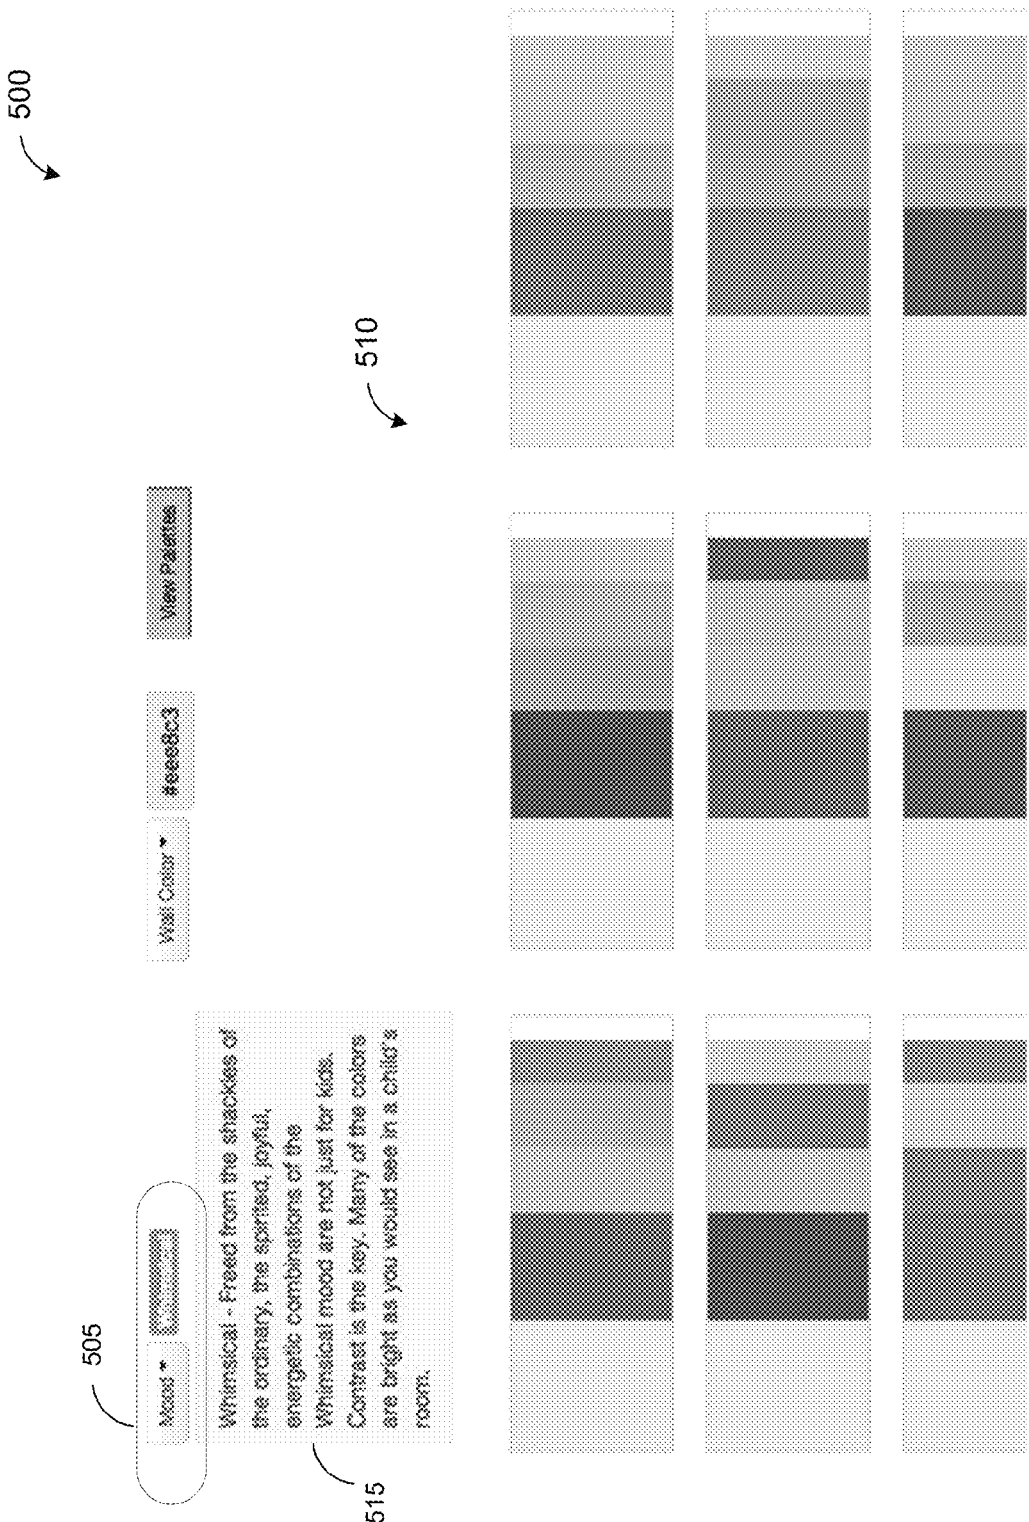 500
505
Mood
Wall Color
#eee8c3
View Palettes
Whimsical - Freed from the shackles of
the ordinary, the spirited, joyful,
energetic combinations of the
Whimsical mood are not just for kids.
Contrast is the key. Many of the colors
are bright as you would see in a child's
room.
515
510